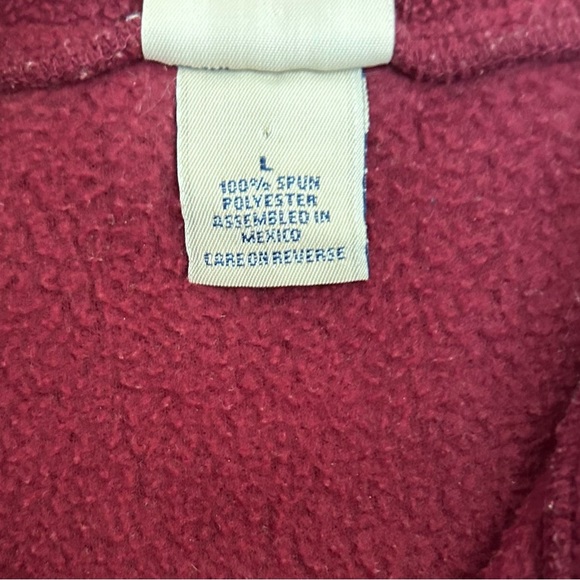 L
100% SPUN
POLYESTER
ASSEMBLED IN
MEXICO
CARE ON REVERSE